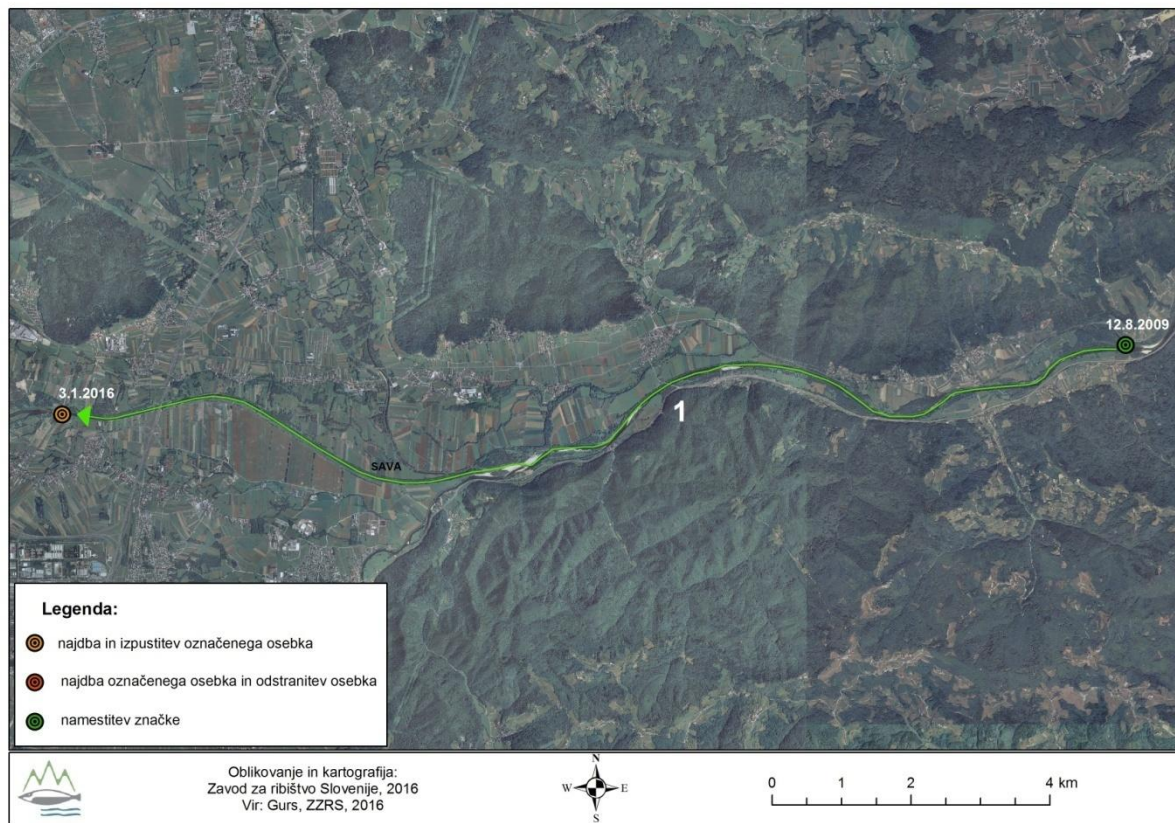 12.8.2009
3.1.2016
1
SAVA
Legenda:
najdba in izpustitev označenega osebka
najdba označenega osebka in odstranitev osebka
namestitev značke
Oblikovanje in kartografija:
Zavod za ribištvo Slovenije, 2016
Vir: Gurs, ZZRS, 2016
N
W E
S
0 1 2 4 km